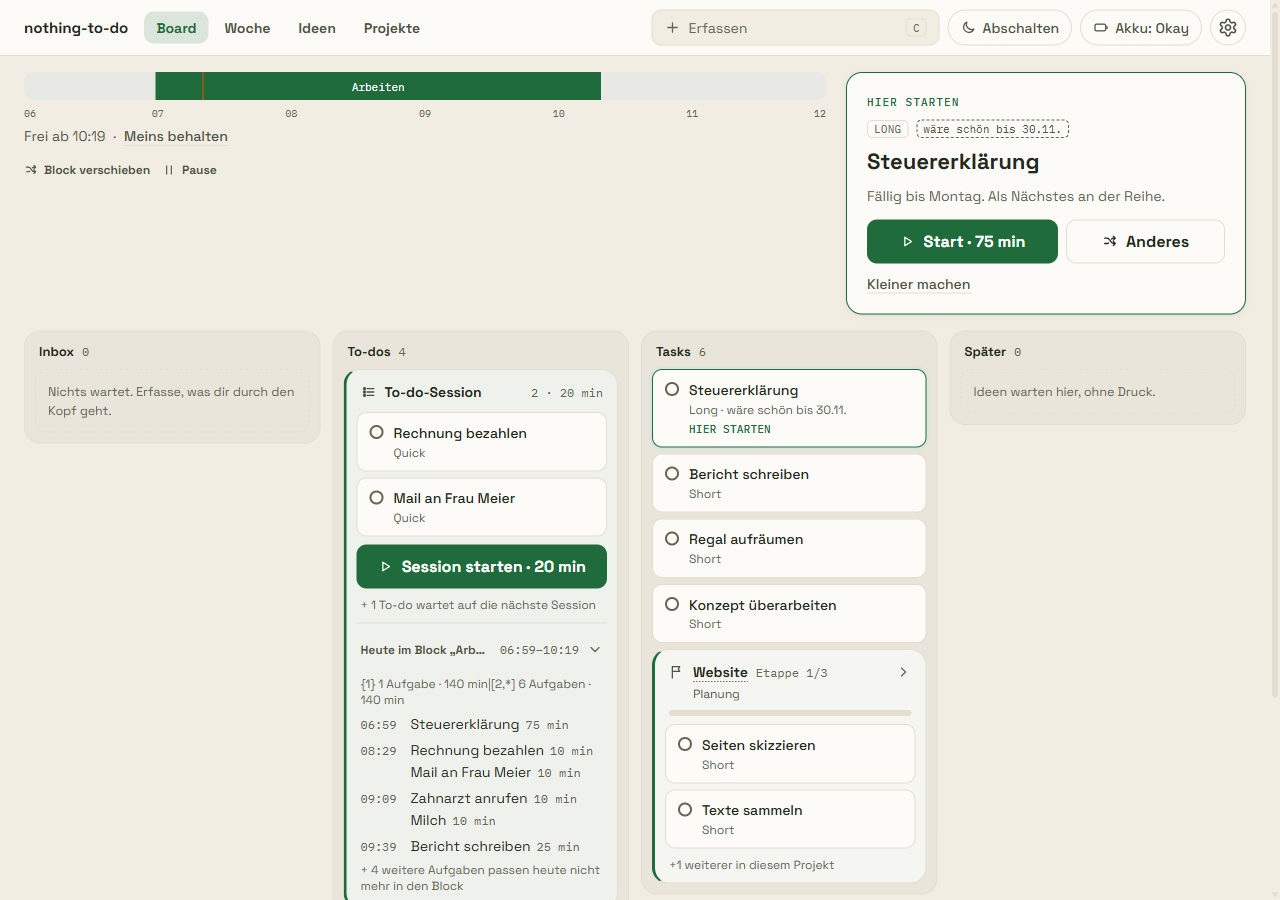 nothing-to-do Board Woche Ideen Projekte Erfassen C Abschalten Akku: Okay
Arbeiten
06 07 08 09 10 11 12
Frei ab 10:19 · Meins behalten
Block verschieben Pause
HIER STARTEN
LONG wäre schön bis 30.11.
Steuererklärung
Fällig bis Montag. Als Nächstes an der Reihe.
Start · 75 min Anderes
Kleiner machen
Inbox 0
Nichts wartet. Erfasse, was dir durch den
Kopf geht.
To-dos 4
To-do-Session 2 · 20 min
Rechnung bezahlen
Quick
Mail an Frau Meier
Quick
Session starten · 20 min
+ 1 To-do wartet auf die nächste Session
Heute im Block „Arb… 06:59–10:19
{1} 1 Aufgabe · 140 min|[2,*] 6 Aufgaben ·
140 min
06:59 Steuererklärung 75 min
08:29 Rechnung bezahlen 10 min
Mail an Frau Meier 10 min
09:09 Zahnarzt anrufen 10 min
Milch 10 min
09:39 Bericht schreiben 25 min
+ 4 weitere Aufgaben passen heute nicht
mehr in den Block
Tasks 6
Steuererklärung
Long · wäre schön bis 30.11.
HIER STARTEN
Bericht schreiben
Short
Regal aufräumen
Short
Konzept überarbeiten
Short
Website Etappe 1/3
Planung
Seiten skizzieren
Short
Texte sammeln
Short
+1 weiterer in diesem Projekt
Später 0
Ideen warten hier, ohne Druck.